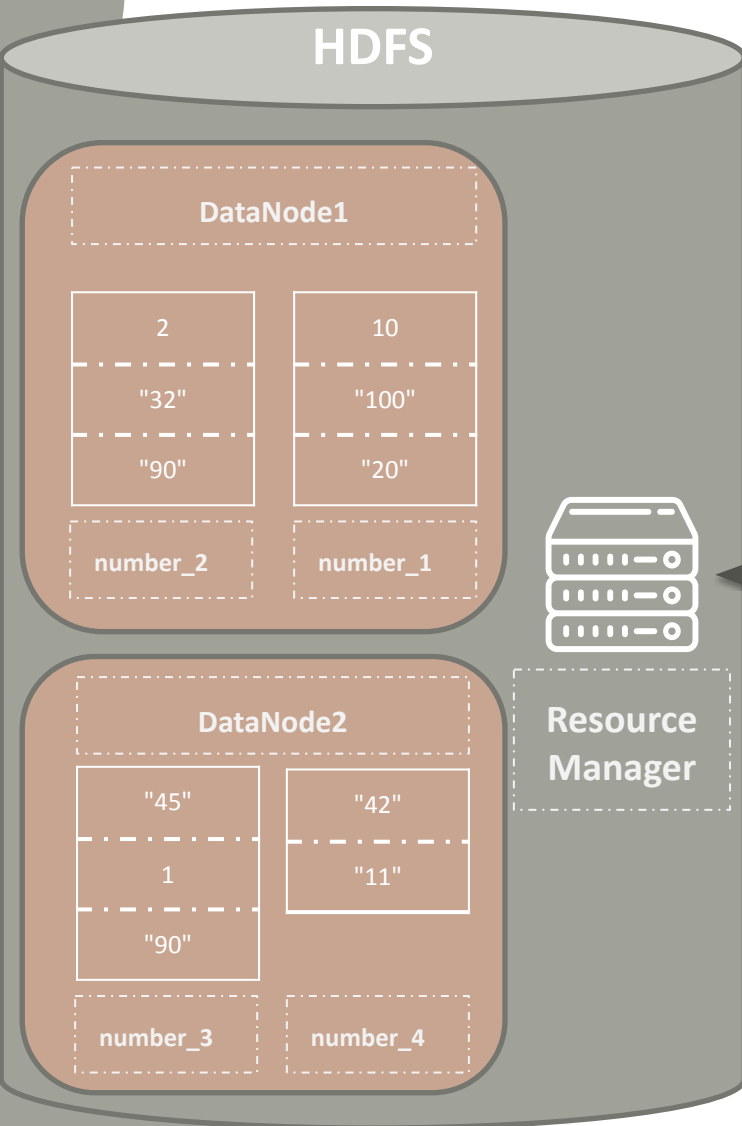 HDFS
DataNode1
2
"32"
"90"
number_2
10
"100"
"20"
number_1
DataNode2
"45"
1
"90"
number_3
"42"
"11"
number_4
Resource
Manager